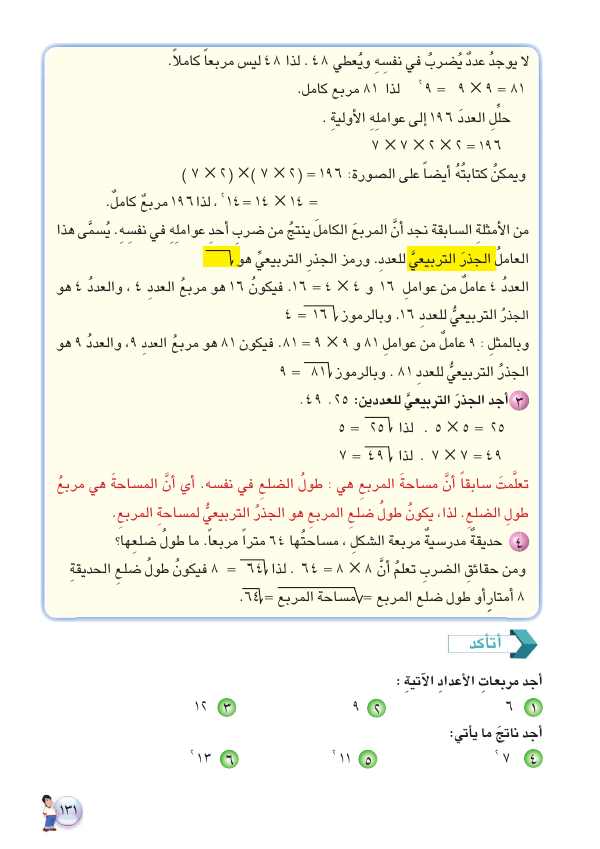 لا يوجدُ عددٌ يُضربُ في نفسِهِ ويُعطي ٤٨ . لذا ٤٨ ليس مربعاً كاملاً.
٨١ = ٩ × ٩ = ٩² لذا ٨١ مربع كامل.
حلِّلِ العددَ ١٩٦ إلى عواملِهِ الأوليةِ .
١٩٦ = ٢ × ٢ × ٧ × ٧
ويمكنُ كتابتُهُ أيضاً على الصورة: ١٩٦ = (٢ × ٧ )×(٢ × ٧ )
= ١٤ × ١٤ = ١٤² ، لذا ١٩٦ مربعٌ كاملٌ.
من الأمثلةِ السابقة نجد أنَّ المربعَ الكاملَ ينتجُ من ضربِ أحدِ عواملِهِ في نفسِهِ. يُسمَّى هذا
العاملُ الجذرَ التربيعيَّ للعددِ. ورمز الجذرِ التربيعيِّ هو √
العددُ ٤ عاملٌ من عواملِ ١٦ و ٤ × ٤ = ١٦. فيكونُ ١٦ هو مربعُ العددِ ٤ ، والعددُ ٤ هو
الجذرُ التربيعيُّ للعدد ١٦. وبالرموز √١٦ = ٤
وبالمثلِ : ٩ عاملٌ من عواملِ ٨١ و ٩ × ٩ = ٨١. فيكون ٨١ هو مربعُ العددِ ٩، والعددُ ٩ هو
الجذرُ التربيعيُّ للعددِ ٨١ . وبالرموز √٨١ = ٩
٣ أجد الجذرَ التربيعيَّ للعددين: ٢٥، ٤٩.
٢٥ = ٥ × ٥ . لذا √٢٥ = ٥
٤٩ = ٧ × ٧ . لذا √٤٩ = ٧
تعلَّمتَ سابقاً أنَّ مساحةَ المربعِ هي : طولُ الضلعِ في نفسه. أي أنَّ المساحةَ هي مربعُ
طولِ الضلعِ. لذا، يكونُ طولُ ضلعِ المربعِ هو الجذرُ التربيعيُّ لمساحةِ المربعِ.
٤ حديقةٌ مدرسيةٌ مربعة الشكلِ ، مساحتُها ٦٤ متراً مربعاً. ما طولُ ضلعِها؟
ومن حقائقِ الضربِ تعلمُ أنَّ ٨ × ٨ = ٦٤ . لذا √٦٤ = ٨ فيكونُ طولُ ضلعِ الحديقةِ
٨ أمتارٍ أو طول ضلع المربع = √مساحة المربع = √٦٤.
أتأكد
أجد مربعاتِ الأعدادِ الآتيةِ :
١ ٦ ٢ ٩ ٣ ١٢
أجد ناتجَ ما يأتي:
٤ ٧² ٥ ١١² ٦ ١٣²
١٣١